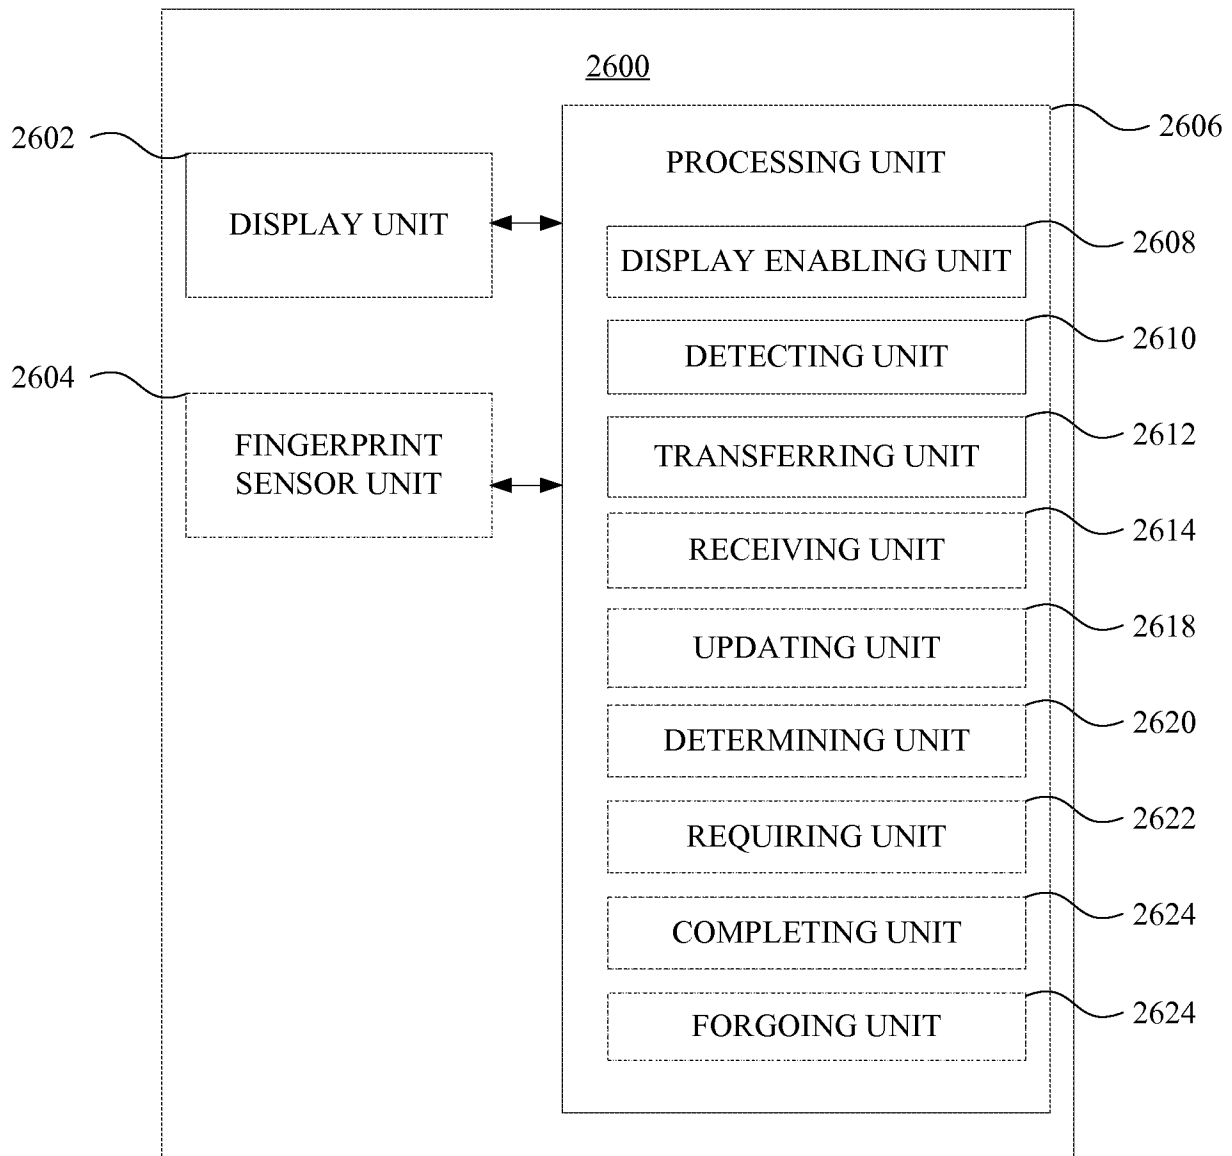 2600
2602
2606
PROCESSING UNIT
DISPLAY UNIT
DISPLAY ENABLING UNIT
2608
DETECTING UNIT
2610
2604
FINGERPRINT
SENSOR UNIT
TRANSFERRING UNIT
2612
RECEIVING UNIT
2614
UPDATING UNIT
2618
DETERMINING UNIT
2620
REQUIRING UNIT
2622
COMPLETING UNIT
2624
FORGOING UNIT
2624